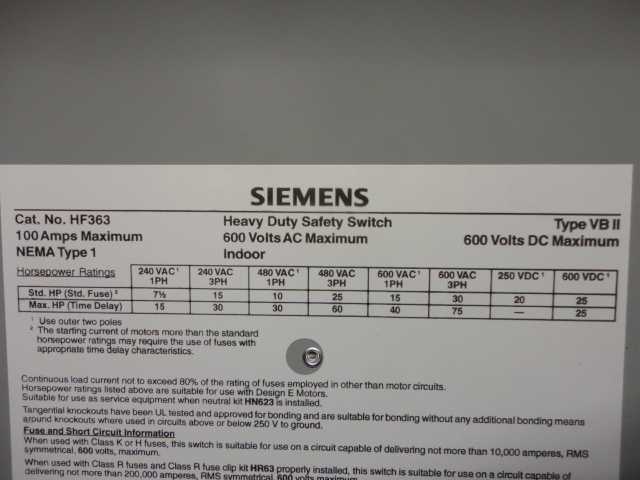 SIEMENS
Cat. No. HF363 Heavy Duty Safety Switch Type VB II
100 Amps Maximum 600 Volts AC Maximum 600 Volts DC Maximum
NEMA Type 1 Indoor
Horsepower Ratings 240 VAC¹ 1PH 240 VAC 3PH 480 VAC¹ 1PH 480 VAC 3PH 600 VAC¹ 1PH 600 VAC 3PH 250 VDC¹ 600 VDC¹
Std. HP (Std. Fuse)² 7½ 15 10 25 15 30 20 25
Max. HP (Time Delay) 15 30 30 60 40 75 — 25
¹ Use outer two poles
² The starting current of motors more than the standard
horsepower ratings may require the use of fuses with
appropriate time delay characteristics.
Continuous load current not to exceed 80% of the rating of fuses employed in other than motor circuits.
Horsepower ratings listed above are suitable for use with Design E Motors.
Suitable for use as service equipment when neutral kit HN623 is installed.
Tangential knockouts have been UL tested and approved for bonding and are suitable for bonding without any additional bonding means
around knockouts where used in circuits above or below 250 V to ground.
Fuse and Short Circuit Information
When used with Class K or H fuses, this switch is suitable for use on a circuit capable of delivering not more than 10,000 amperes, RMS
symmetrical, 600 volts, maximum.
When used with Class R fuses and Class R fuse clip kit HR63 properly installed, this switch is suitable for use on a circuit capable of
delivering not more than 200,000 amperes, RMS symmetrical, 600 volts maximum.